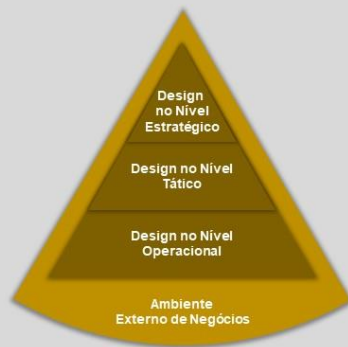 Design
no Nível
Estratégico
Design no Nível
Tático
Design no Nível
Operacional
Ambiente
Externo de Negócios